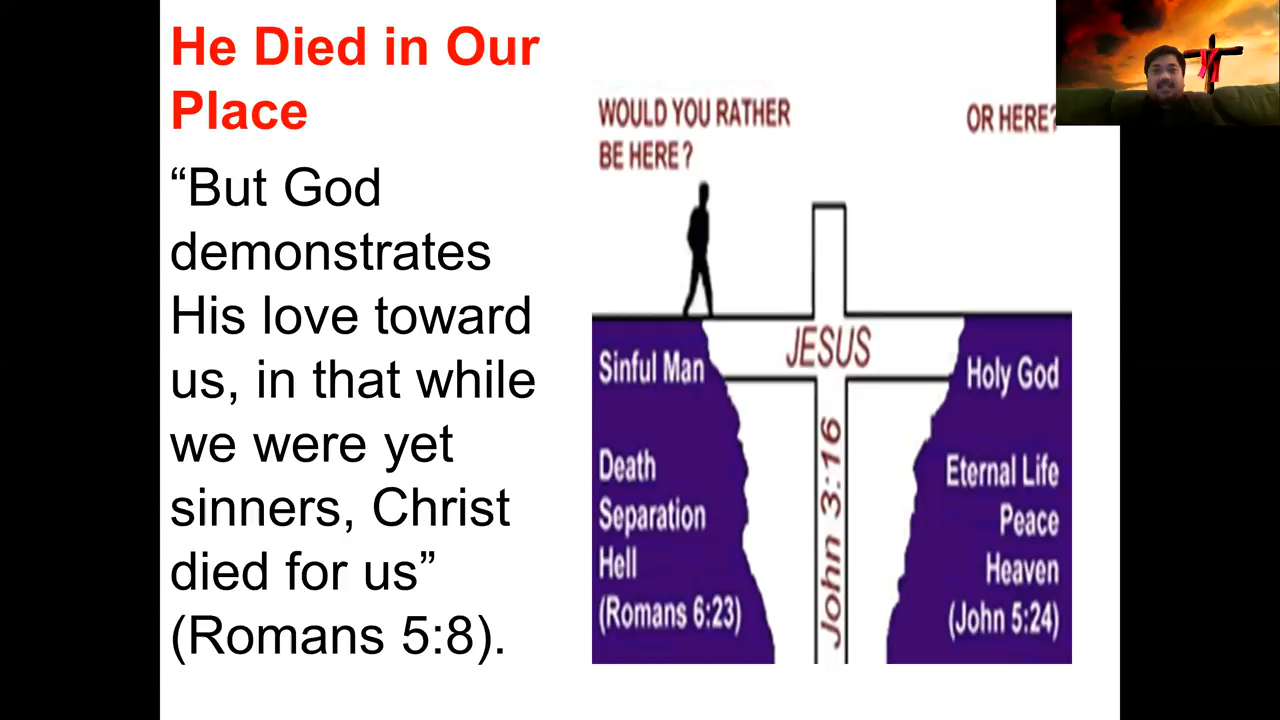 He Died in Our
Place
“But God
demonstrates
His love toward
us, in that while
we were yet
sinners, Christ
died for us”
(Romans 5:8).
WOULD YOU RATHER
BE HERE?
OR HERE?
JESUS
John 3:16
Sinful Man
Death
Separation
Hell
(Romans 6:23)
Holy God
Eternal Life
Peace
Heaven
(John 5:24)